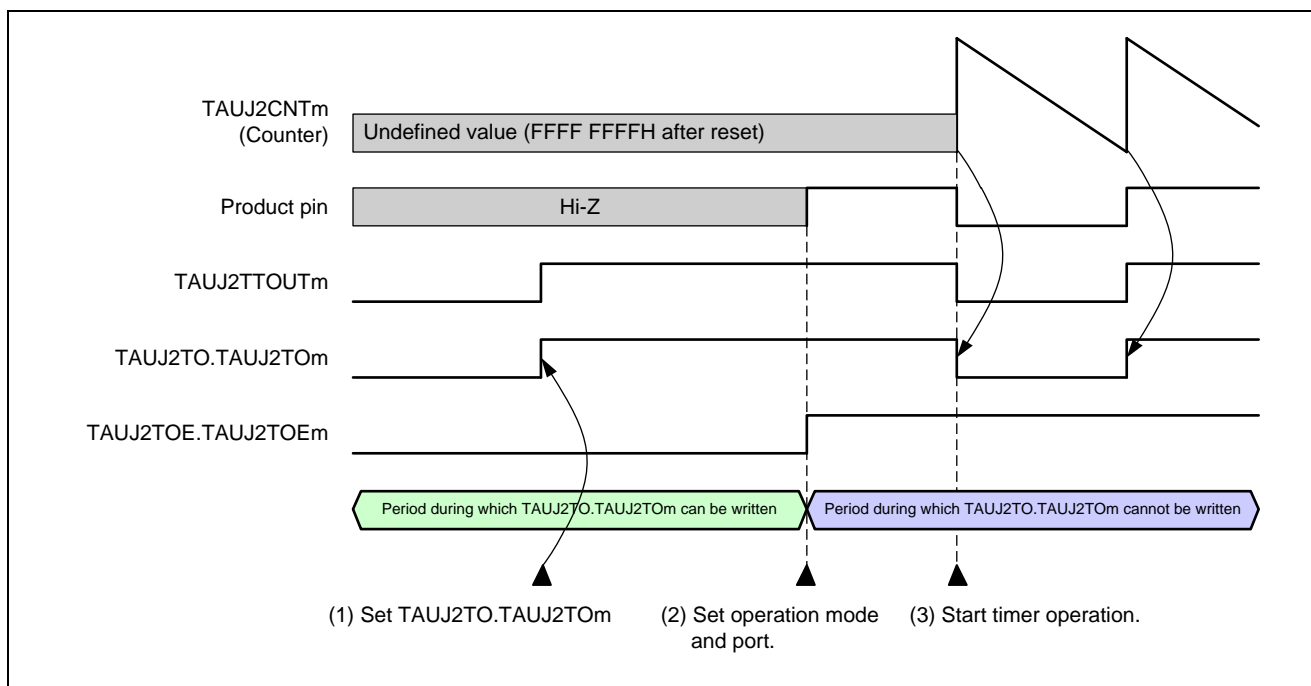 TAUJ2CNTm
(Counter)
Undefined value (FFFF FFFFH after reset)
Product pin
Hi-Z
TAUJ2TTOUTm
TAUJ2TO.TAUJ2TOm
TAUJ2TOE.TAUJ2TOEm
Period during which TAUJ2TO.TAUJ2TOm can be written
Period during which TAUJ2TO.TAUJ2TOm cannot be written
(1) Set TAUJ2TO.TAUJ2TOm
(2) Set operation mode
and port.
(3) Start timer operation.